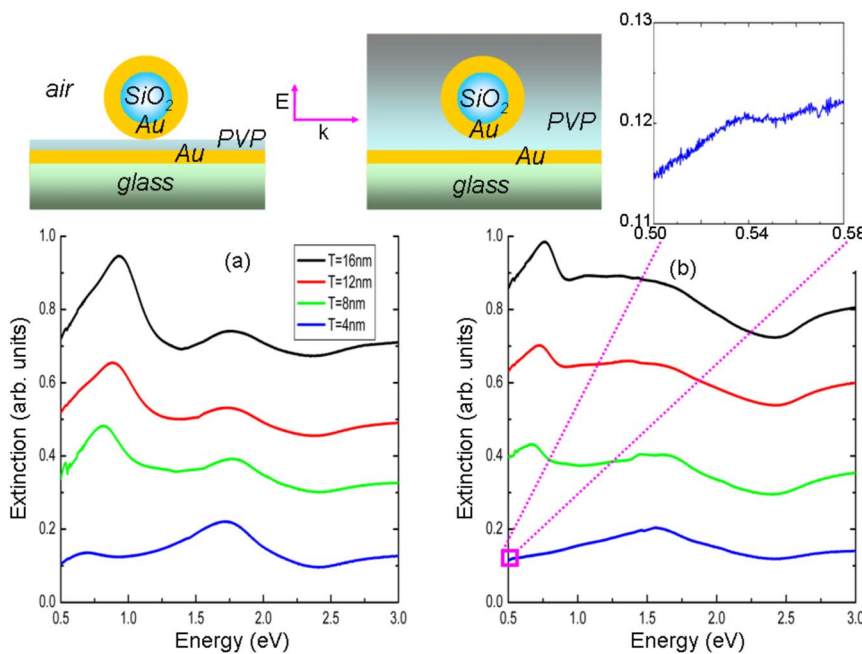 air
SiO2
Au
PVP
Au
glass
E
k
SiO2
Au
PVP
Au
glass
0.13
0.12
0.11
0.50
0.54
0.58
(a)
T=16nm
T=12nm
T=8nm
T=4nm
Extinction (arb. units)
1.0
0.8
0.6
0.4
0.2
0.0
0.5 1.0 1.5 2.0 2.5 3.0
Energy (eV)
(b)
Extinction (arb. units)
1.0
0.8
0.6
0.4
0.2
0.0
0.5 1.0 1.5 2.0 2.5 3.0
Energy (eV)